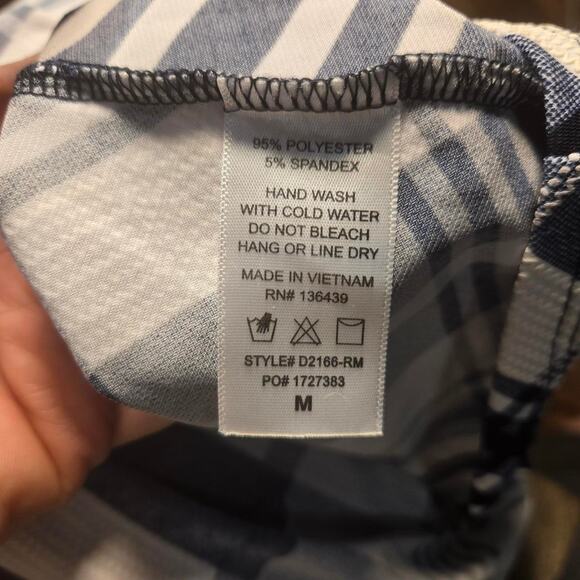 95% POLYESTER
5% SPANDEX
HAND WASH
WITH COLD WATER
DO NOT BLEACH
HANG OR LINE DRY
MADE IN VIETNAM
RN# 136439
STYLE# D2166-RM
PO# 1727383
M